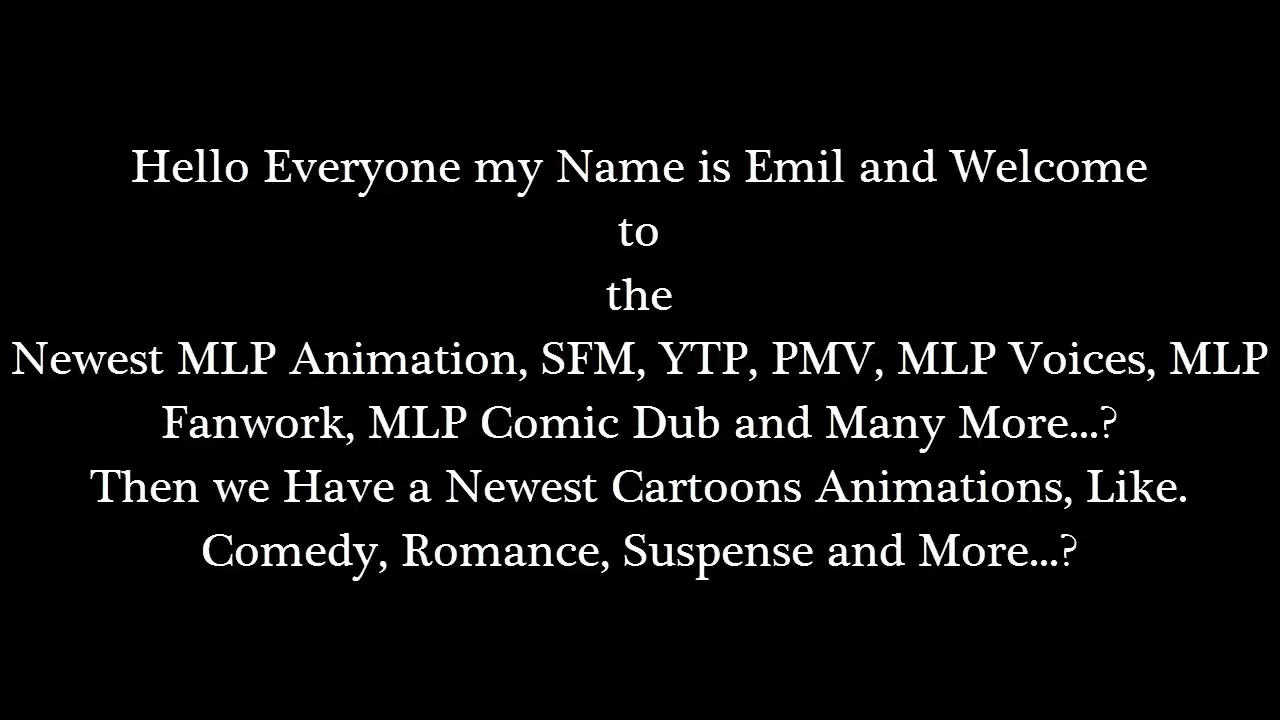 Hello Everyone my Name is Emil and Welcome
to
the
Newest MLP Animation, SFM, YTP, PMV, MLP Voices, MLP
Fanwork, MLP Comic Dub and Many More...?
Then we Have a Newest Cartoons Animations, Like.
Comedy, Romance, Suspense and More...?